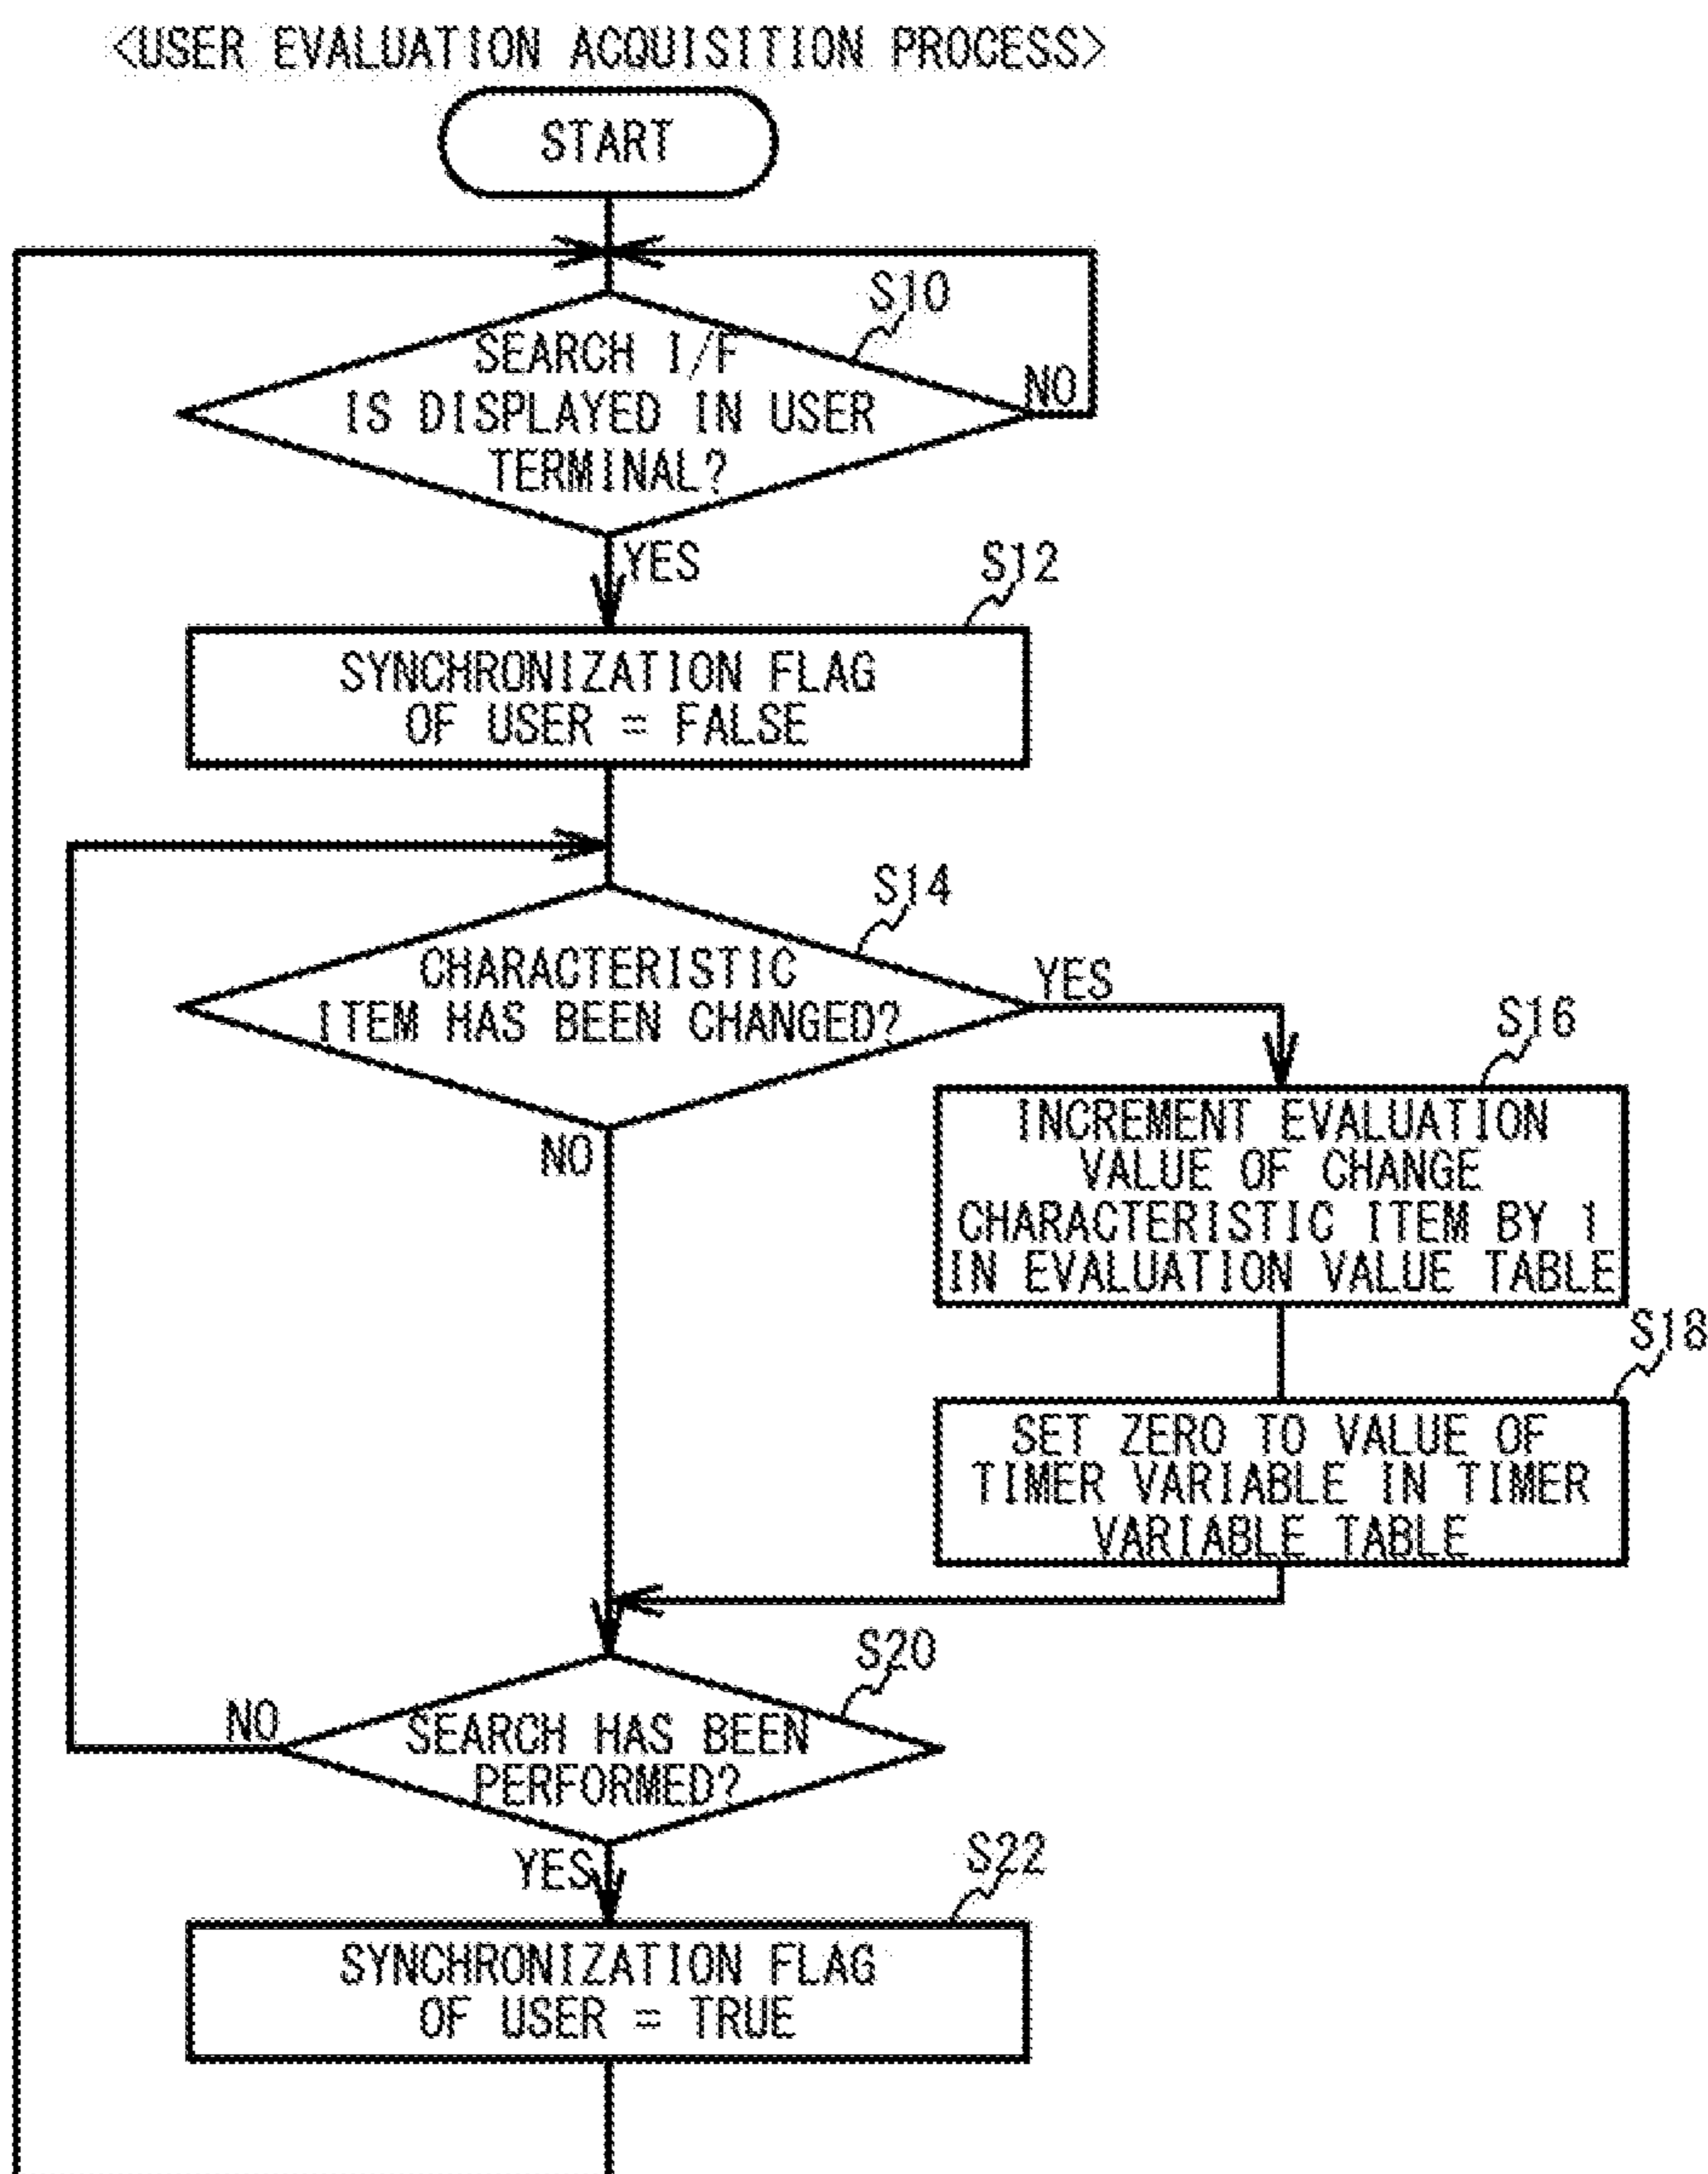 <USER EVALUATION ACQUISITION PROCESS>
START
S10
SEARCH I/F
IS DISPLAYED IN USER
TERMINAL?
NO
YES
S12
SYNCHRONIZATION FLAG
OF USER = FALSE
S14
CHARACTERISTIC
ITEM HAS BEEN CHANGED?
YES
NO
S16
INCREMENT EVALUATION
VALUE OF CHANGE
CHARACTERISTIC ITEM BY 1
IN EVALUATION VALUE TABLE
S18
SET ZERO TO VALUE OF
TIMER VARIABLE IN TIMER
VARIABLE TABLE
S20
NO
SEARCH HAS BEEN
PERFORMED?
YES
S22
SYNCHRONIZATION FLAG
OF USER = TRUE